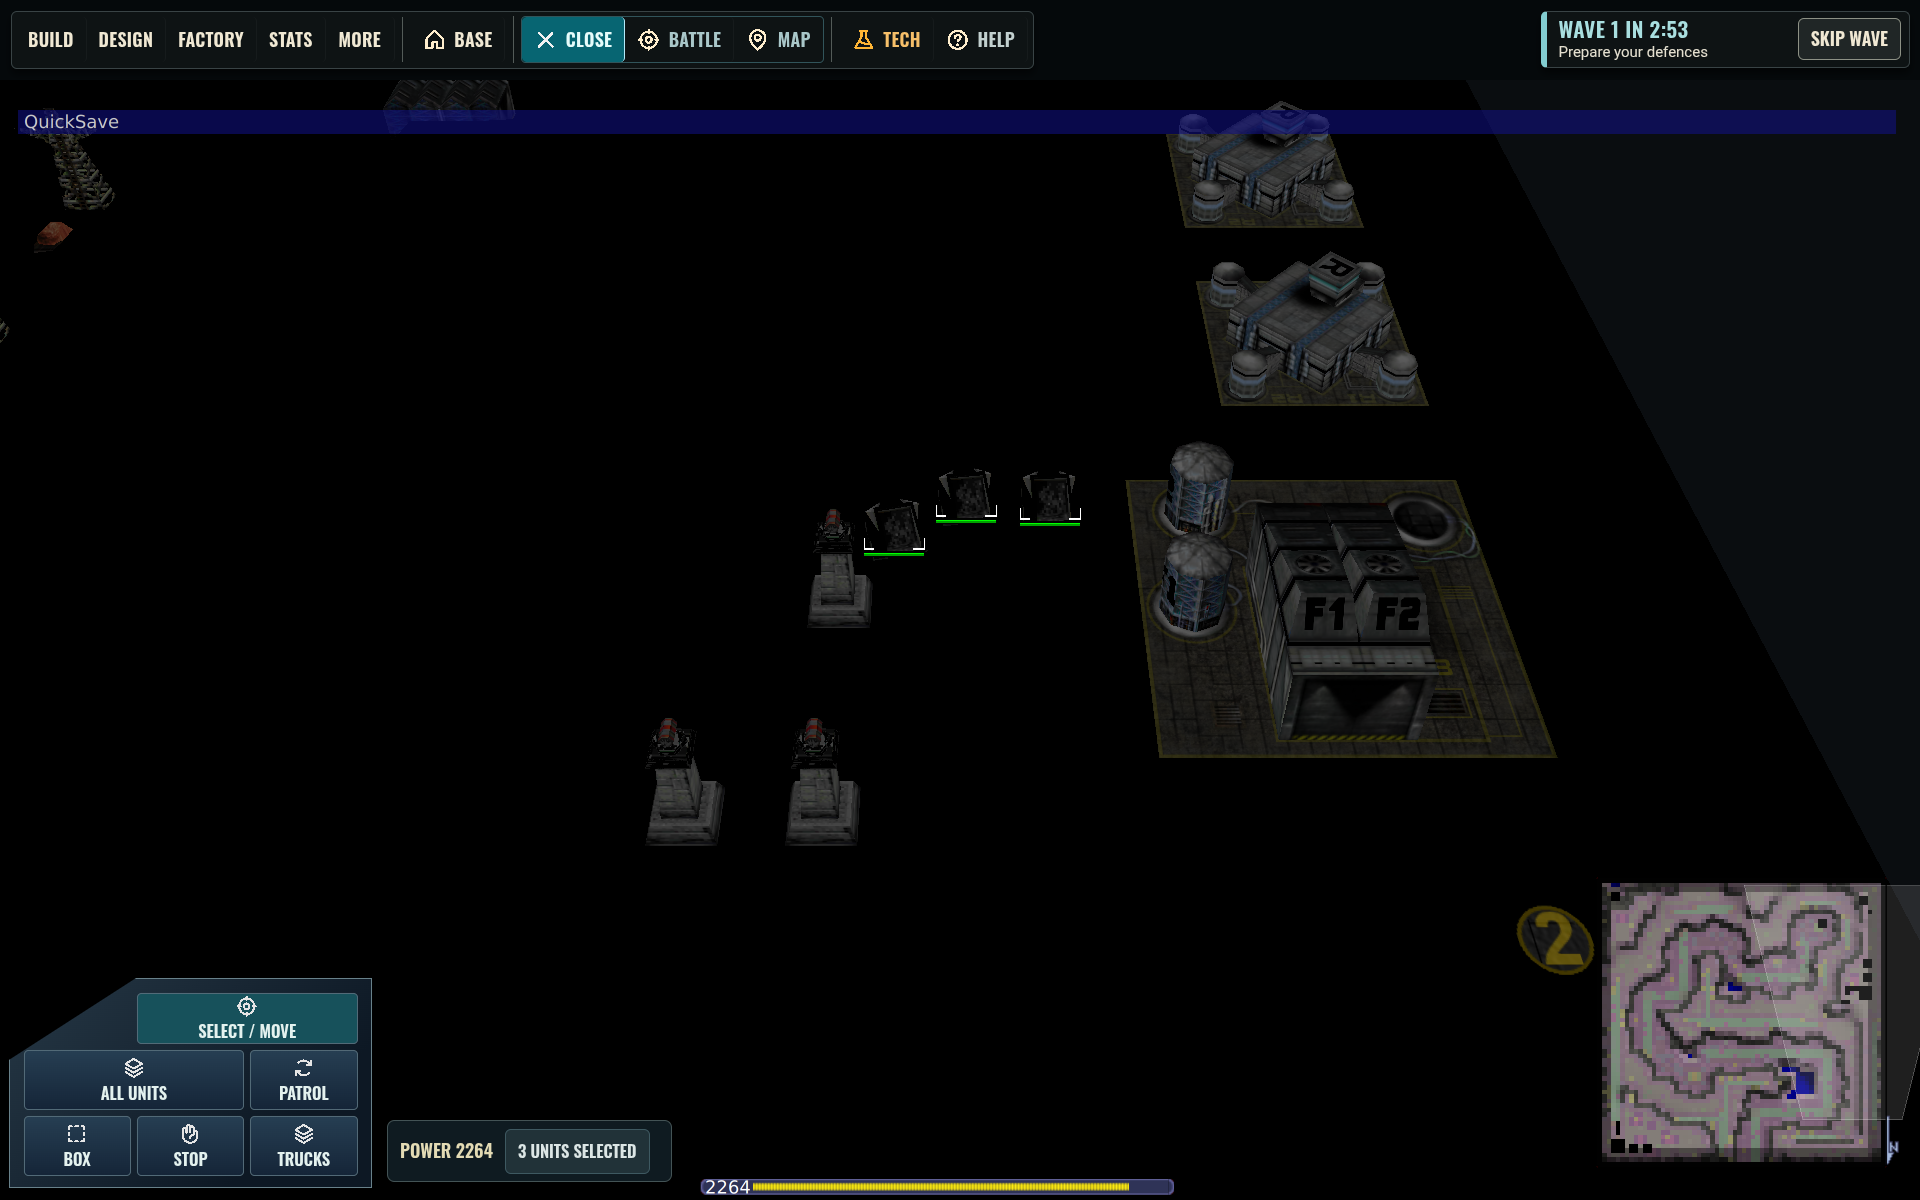 BUILD DESIGN FACTORY STATS MORE BASE CLOSE BATTLE MAP TECH HELP
WAVE 1 IN 2:53
Prepare your defences
SKIP WAVE
QuickSave
R
R
F1 F2
2
SELECT / MOVE
ALL UNITS PATROL
BOX STOP TRUCKS
POWER 2264 3 UNITS SELECTED
2264
N